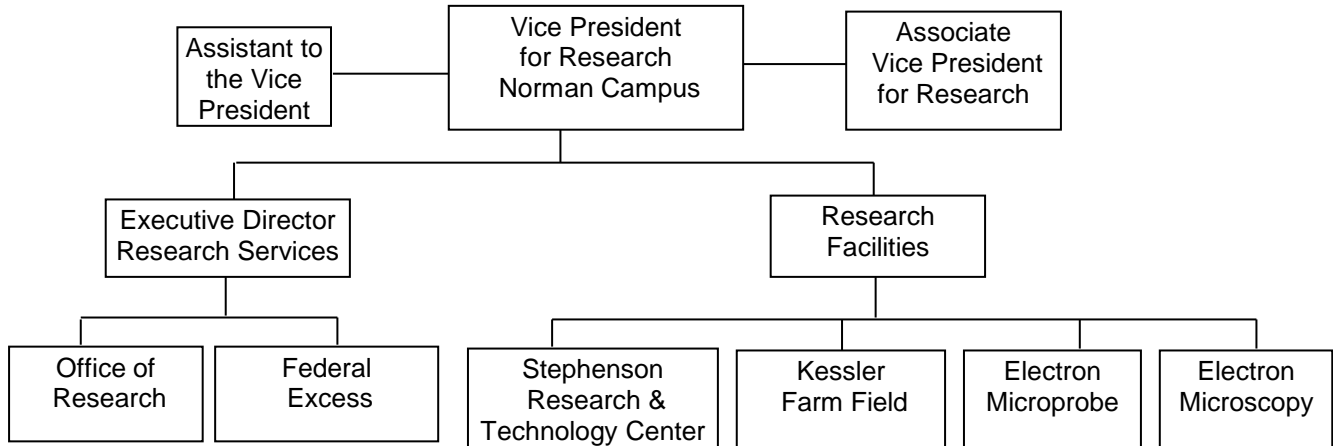 Assistant to
the Vice
President
Vice President
for Research
Norman Campus
Associate
Vice President
for Research
Executive Director
Research Services
Research
Facilities
Office of
Research
Federal
Excess
Stephenson
Research &
Technology Center
Kessler
Farm Field
Electron
Microprobe
Electron
Microscopy